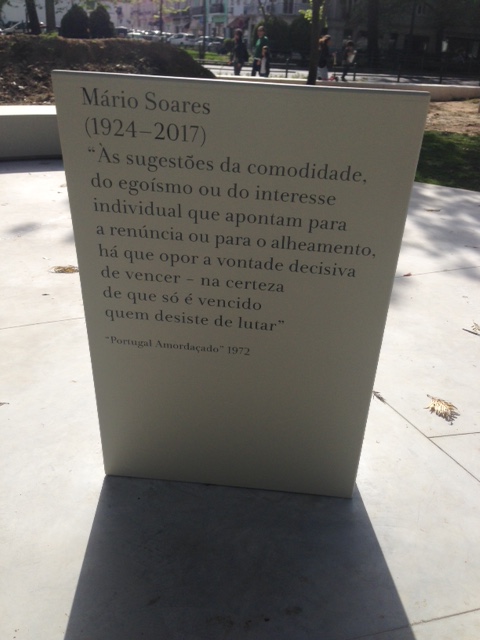 Mário Soares
(1924–2017)
“Às sugestões da comodidade,
do egoísmo ou do interesse
individual que apontam para
a renúncia ou para o alheamento,
há que opor a vontade decisiva
de vencer – na certeza
de que só é vencido
quem desiste de lutar”
“Portugal Amordaçado” 1972